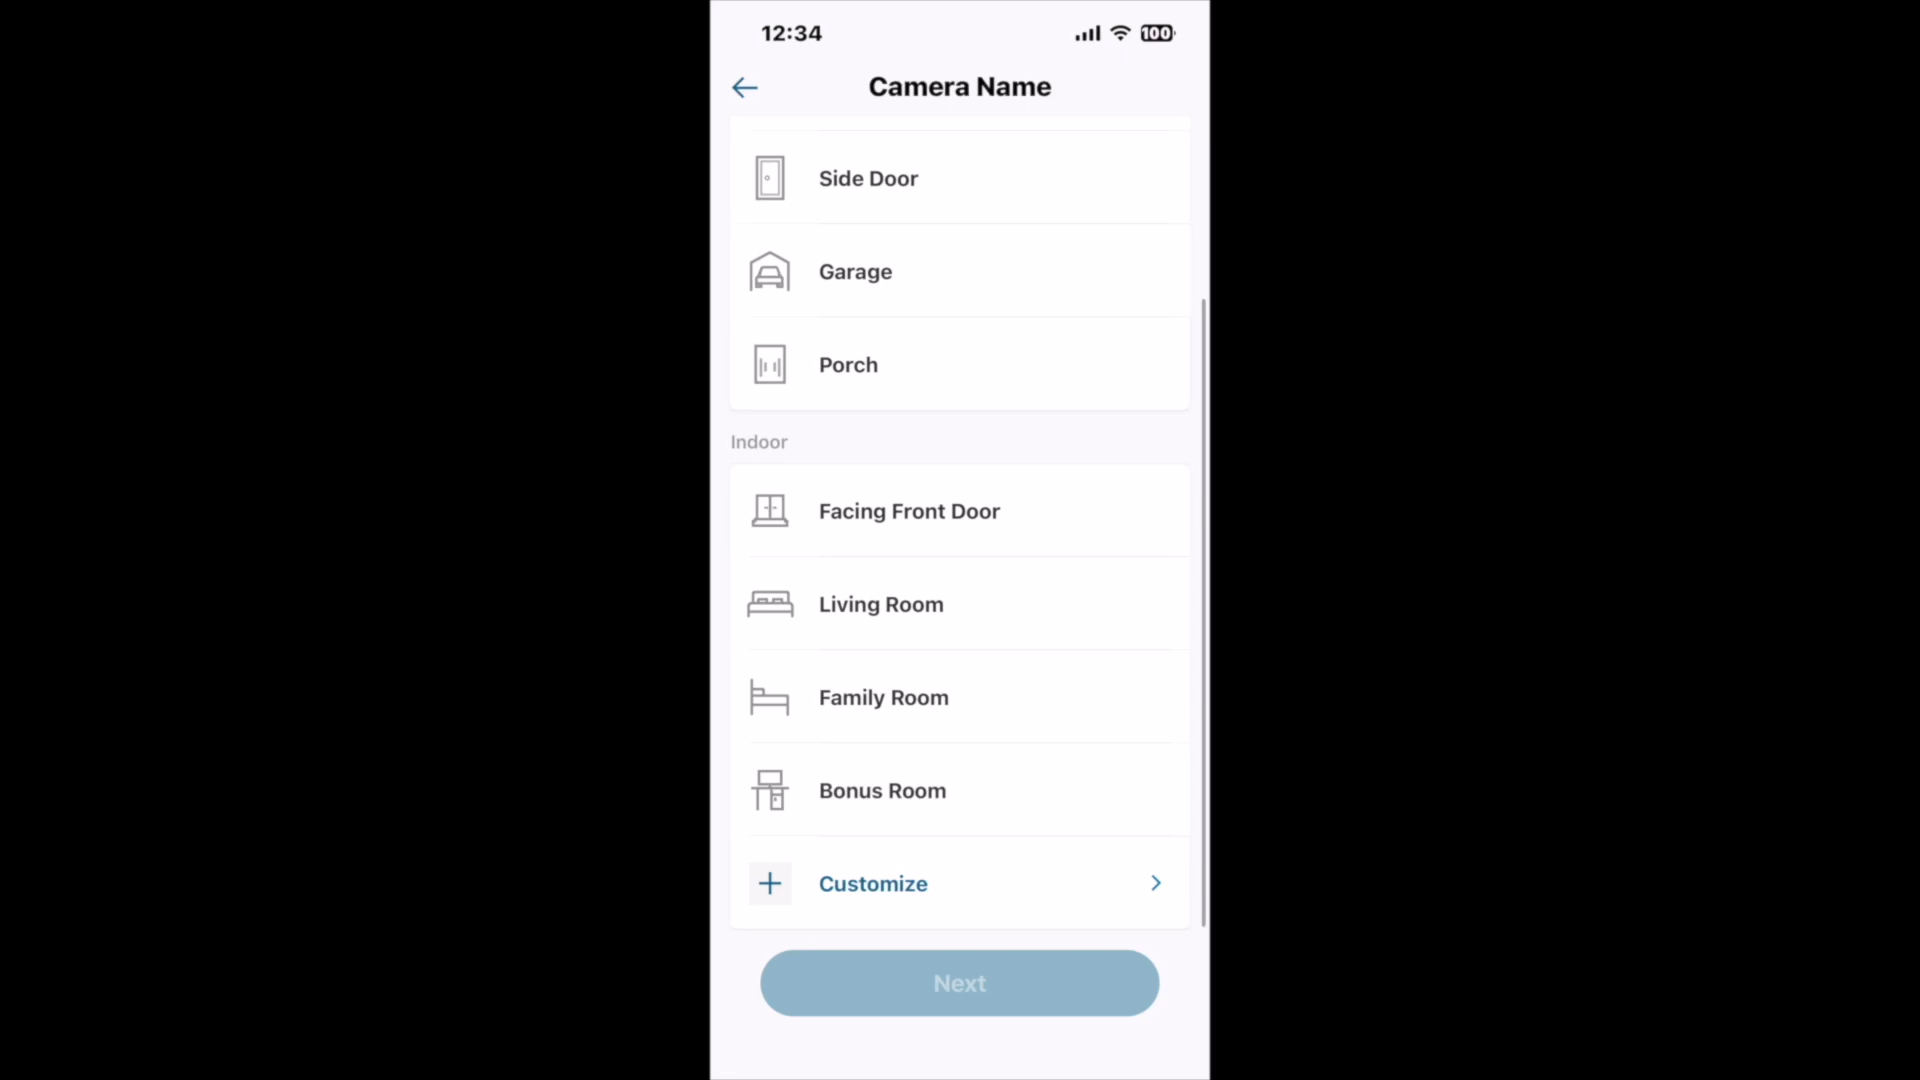 12:34
100
Camera Name
Side Door
Garage
Porch
Indoor
Facing Front Door
Living Room
Family Room
Bonus Room
Customize
Next